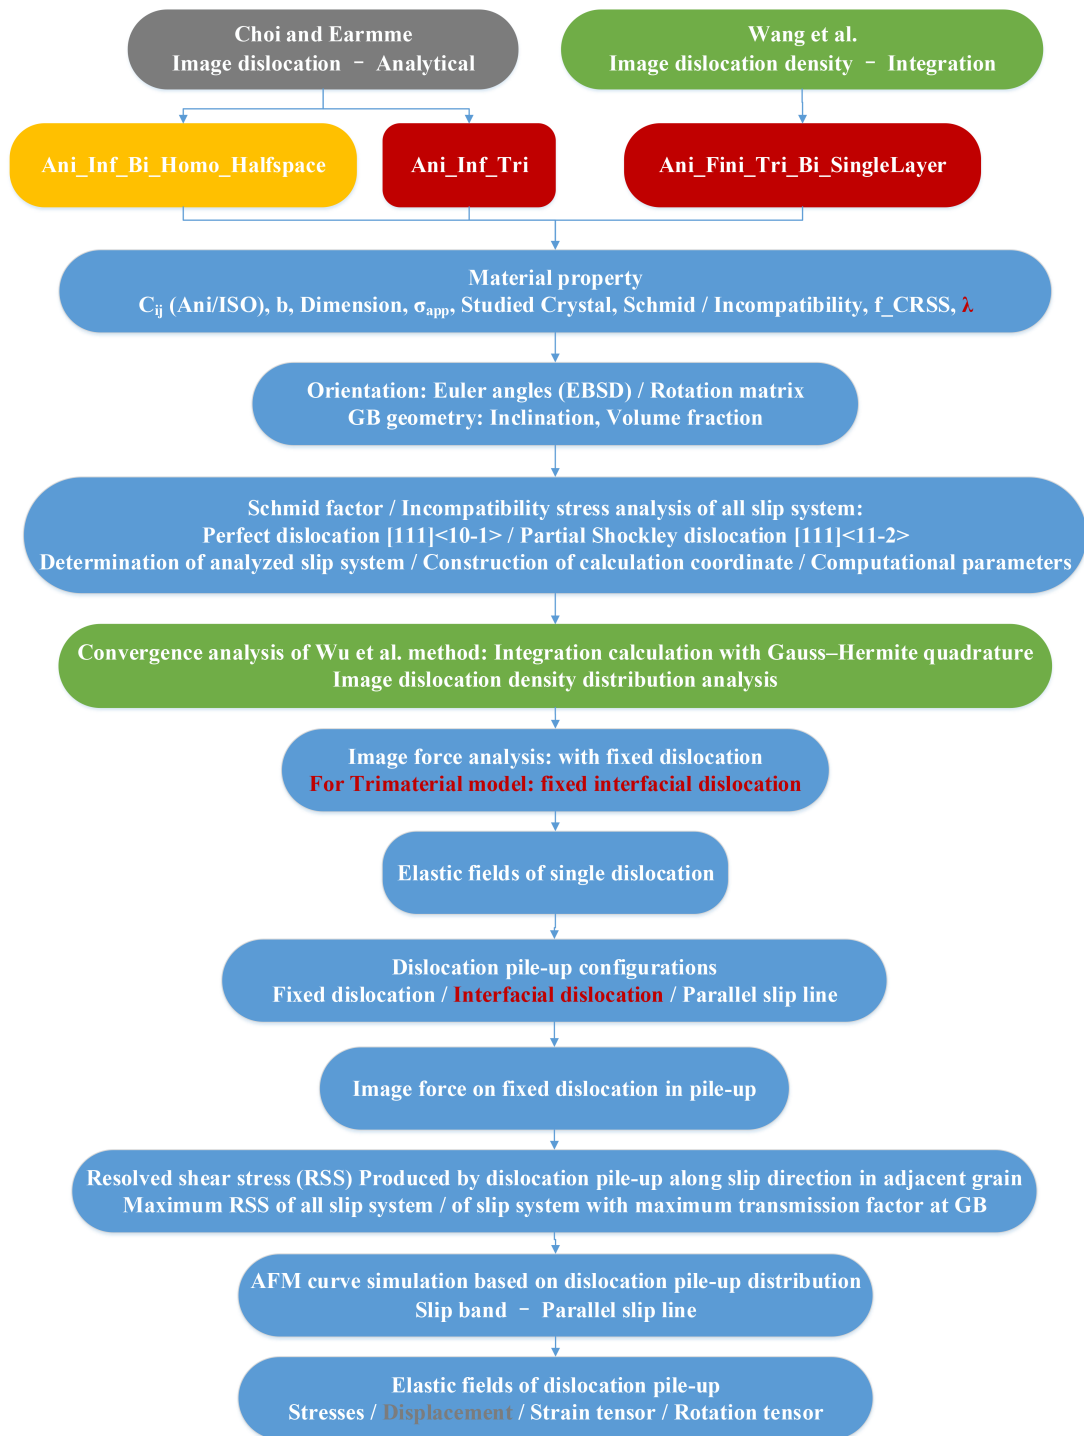 Choi and Earmme
Image dislocation – Analytical
Wang et al.
Image dislocation density – Integration
Ani_Inf_Bi_Homo_Halfspace
Ani_Inf_Tri
Ani_Fini_Tri_Bi_SingleLayer
Material property
C_ij (Ani/ISO), b, Dimension, σ_app, Studied Crystal, Schmid / Incompatibility, f_CRSS, λ
Orientation: Euler angles (EBSD) / Rotation matrix
GB geometry: Inclination, Volume fraction
Schmid factor / Incompatibility stress analysis of all slip system:
Perfect dislocation [111]<10-1> / Partial Shockley dislocation [111]<11-2>
Determination of analyzed slip system / Construction of calculation coordinate / Computational parameters
Convergence analysis of Wu et al. method: Integration calculation with Gauss–Hermite quadrature
Image dislocation density distribution analysis
Image force analysis: with fixed dislocation
For Trimaterial model: fixed interfacial dislocation
Elastic fields of single dislocation
Dislocation pile-up configurations
Fixed dislocation / Interfacial dislocation / Parallel slip line
Image force on fixed dislocation in pile-up
Resolved shear stress (RSS) Produced by dislocation pile-up along slip direction in adjacent grain
Maximum RSS of all slip system / of slip system with maximum transmission factor at GB
AFM curve simulation based on dislocation pile-up distribution
Slip band – Parallel slip line
Elastic fields of dislocation pile-up
Stresses / Displacement / Strain tensor / Rotation tensor